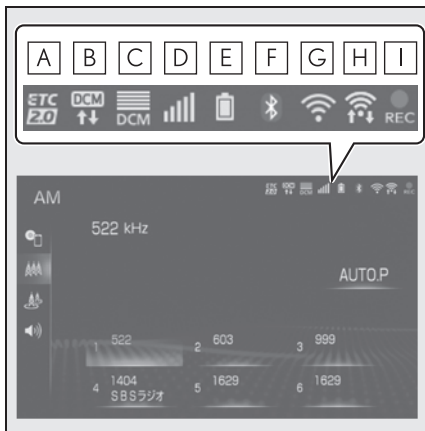 A B C D E F G H I
ETC 2.0 DCM DCM REC
AM
522 kHz
AUTO.P
1 522 2 603 3 999
4 1404 SBSラジオ 5 1629 6 1629